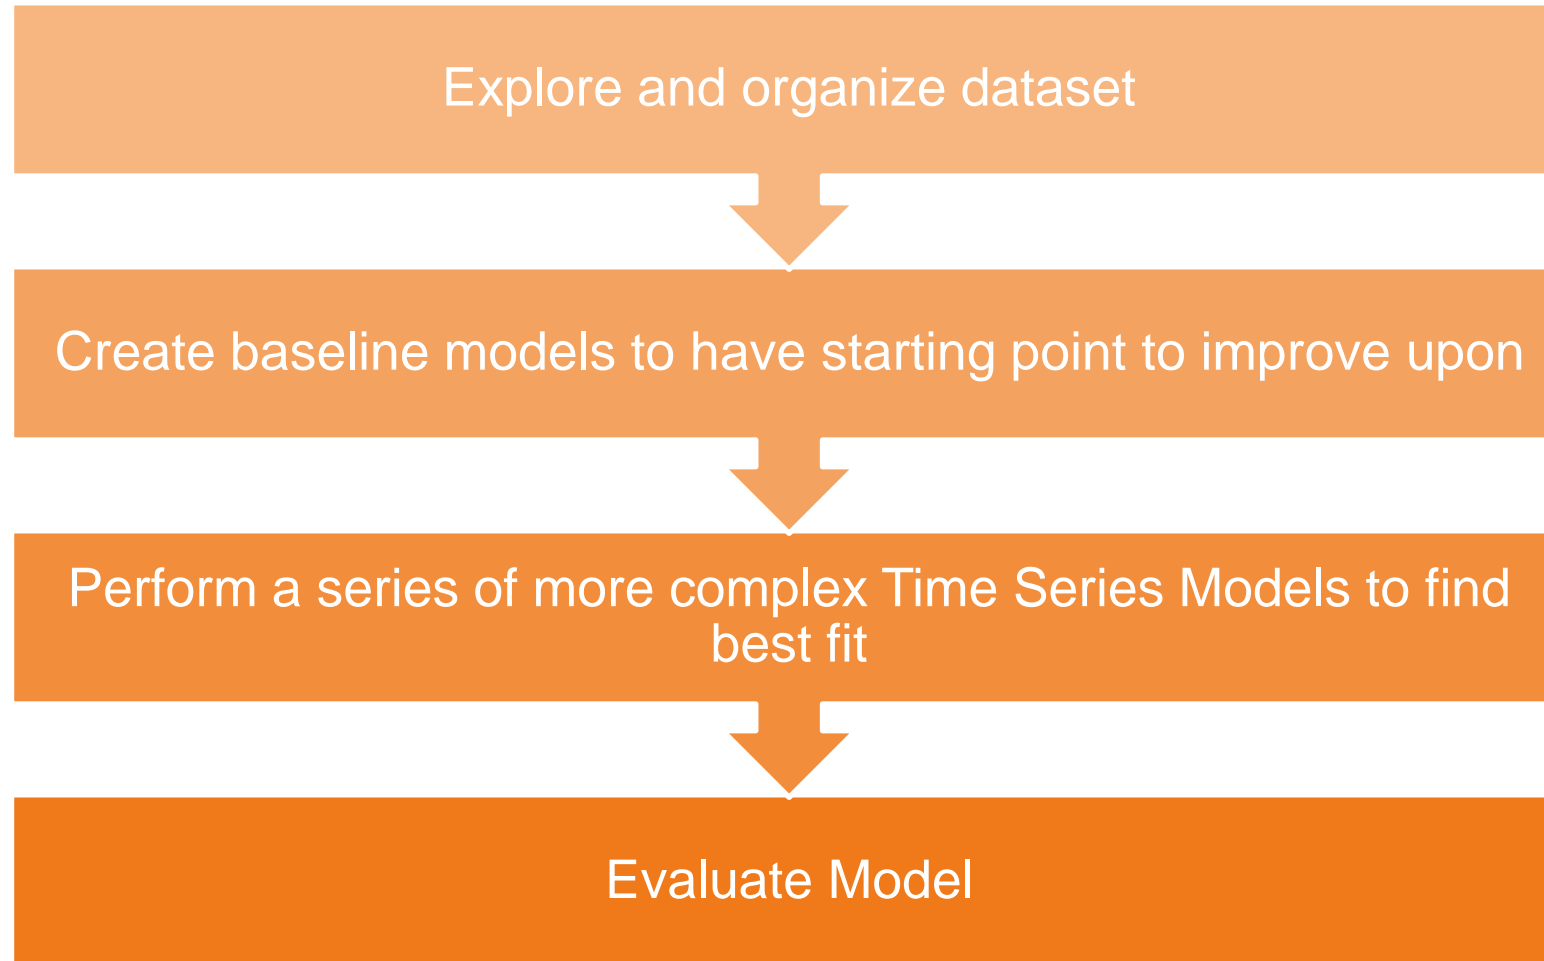 Explore and organize dataset
Create baseline models to have starting point to improve upon
Perform a series of more complex Time Series Models to find
best fit
Evaluate Model